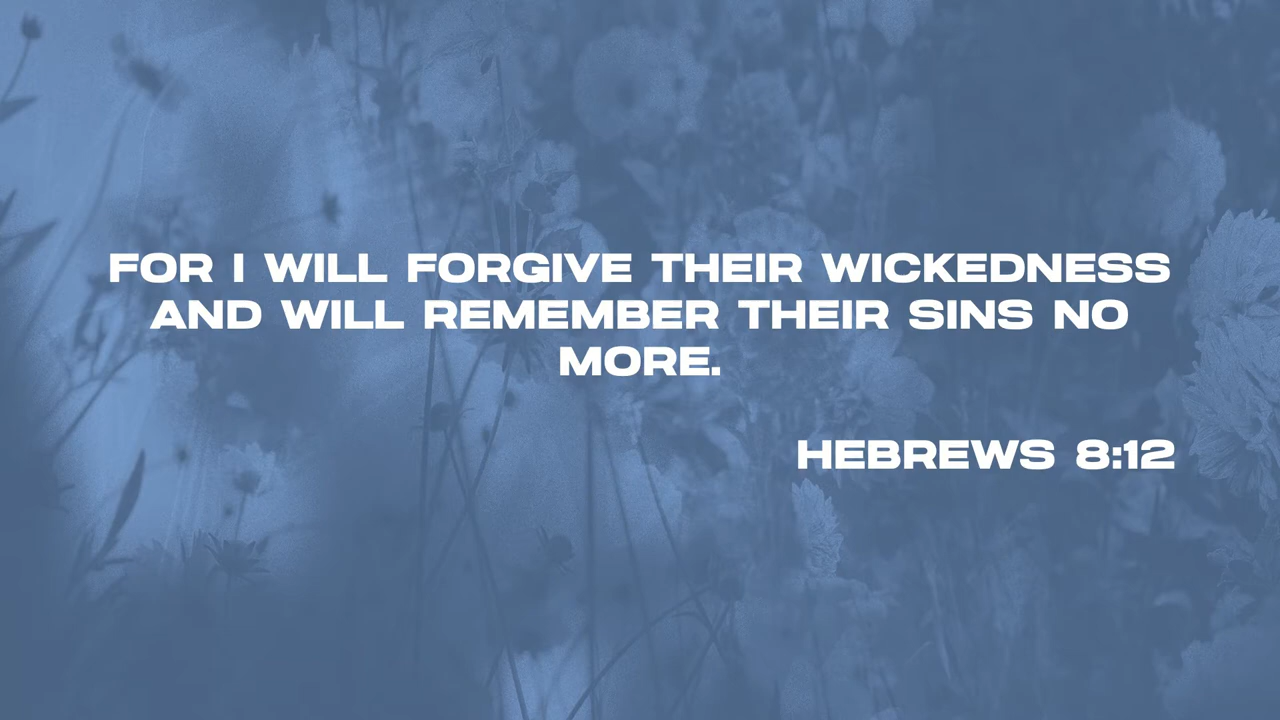 FOR I WILL FORGIVE THEIR WICKEDNESS
AND WILL REMEMBER THEIR SINS NO
MORE.
HEBREWS 8:12